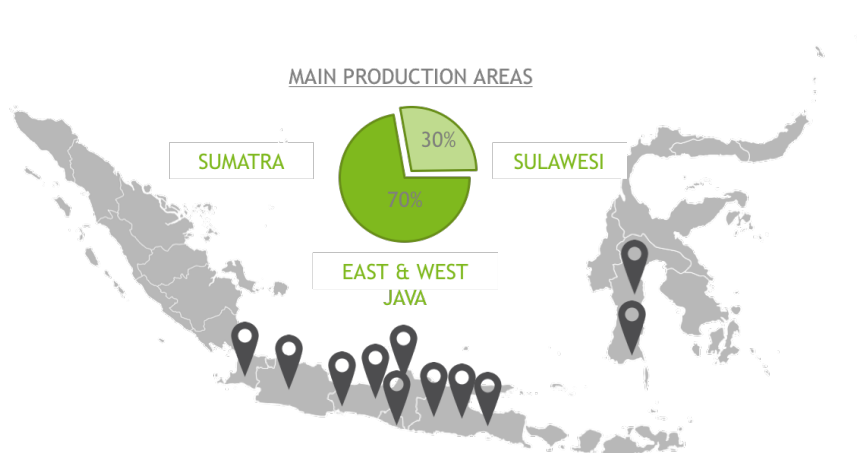 MAIN PRODUCTION AREAS
30%
SUMATRA
SULAWESI
70%
EAST & WEST
JAVA